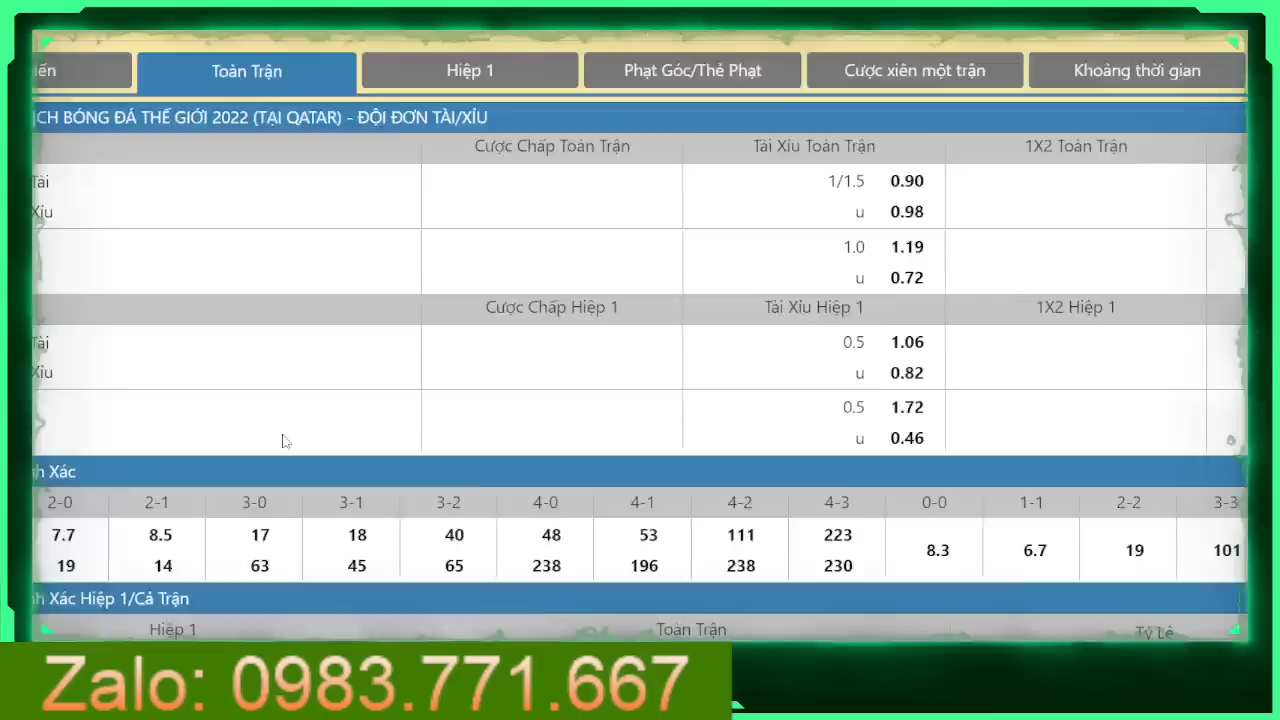 iến Toàn Trận Hiệp 1 Phạt Góc/Thẻ Phạt Cược xiên một trận Khoảng thời gian
ỊCH BÓNG ĐÁ THẾ GIỚI 2022 (TẠI QATAR) - ĐỘI ĐƠN TÀI/XỈU
Cược Chấp Toàn Trận Tài Xỉu Toàn Trận 1X2 Toàn Trận
Tài 1/1.5 0.90
Xỉu u 0.98
1.0 1.19
u 0.72
Cược Chấp Hiệp 1 Tài Xỉu Hiệp 1 1X2 Hiệp 1
Tài 0.5 1.06
Xỉu u 0.82
0.5 1.72
u 0.46
nh Xác
2-0 2-1 3-0 3-1 3-2 4-0 4-1 4-2 4-3 0-0 1-1 2-2 3-3
7.7 8.5 17 18 40 48 53 111 223 8.3 6.7 19 101
19 14 63 45 65 238 196 238 230
nh Xác Hiệp 1/Cả Trận
Hiệp 1 Toàn Trận Tỷ Lệ
Zalo: 0983.771.667